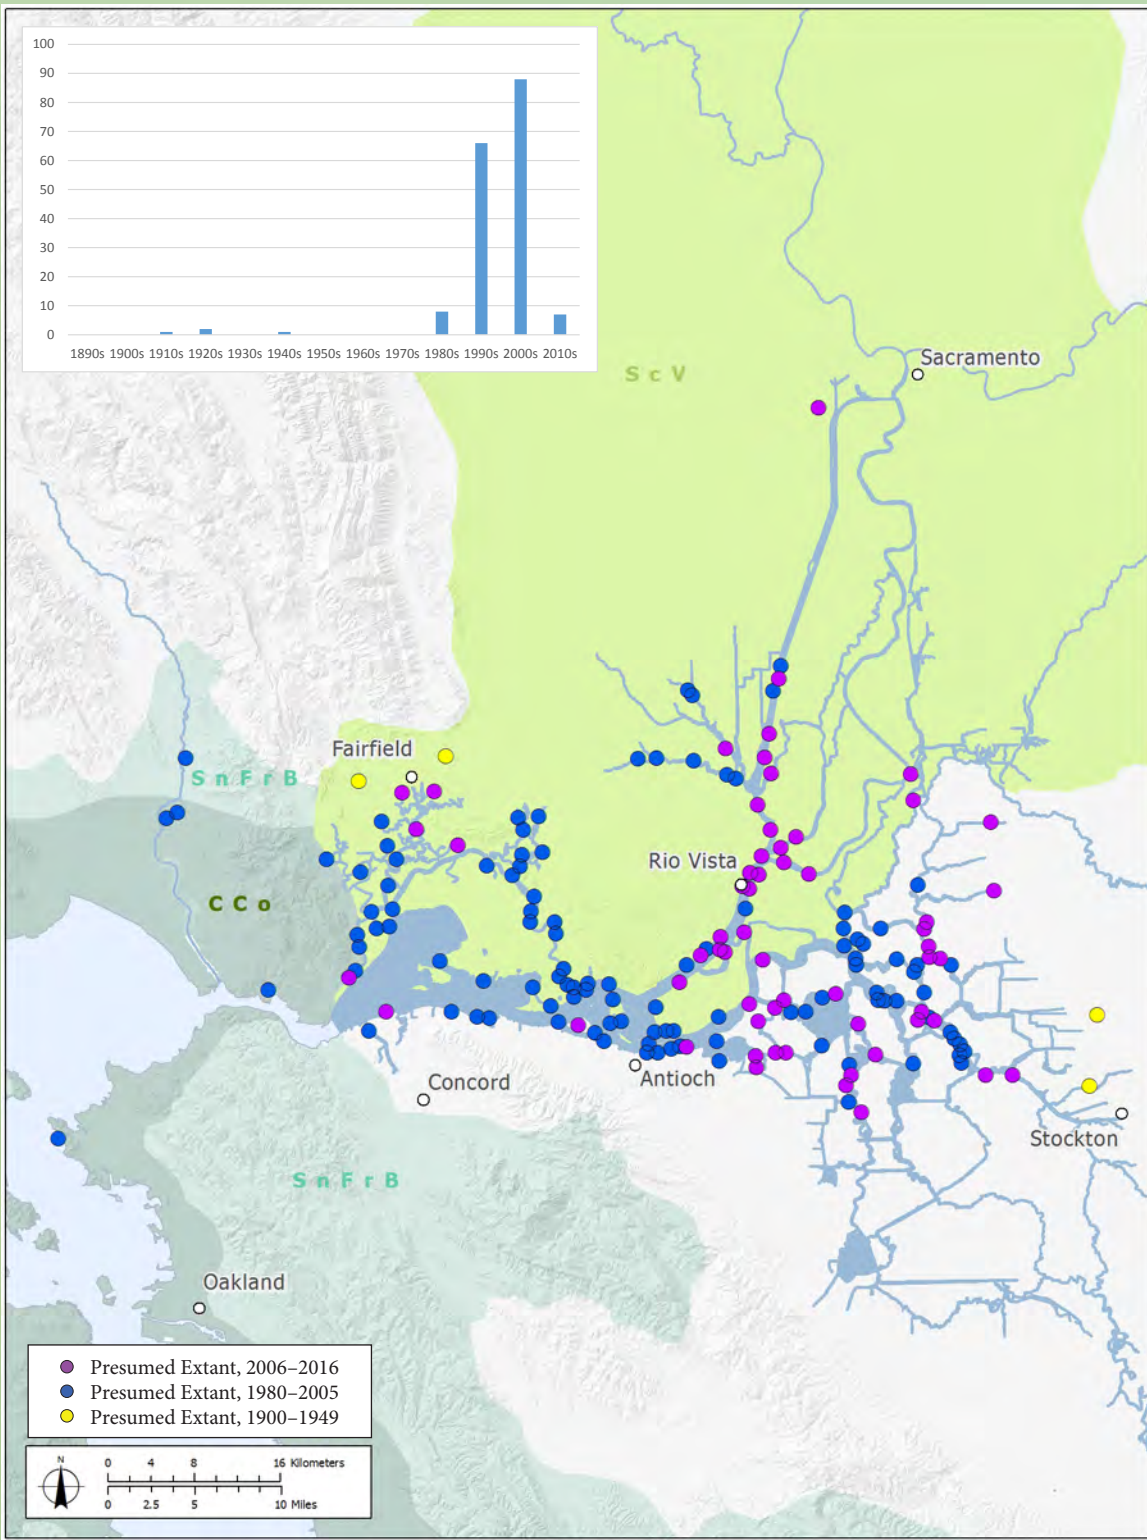 100
90
80
70
60
50
40
30
20
10
0
1890s 1900s 1910s 1920s 1930s 1940s 1950s 1960s 1970s 1980s 1990s 2000s 2010s
S c V
Sacramento
Fairfield
S n F r B
Rio Vista
C C o
Antioch
Concord
Stockton
S n F r B
Oakland
Presumed Extant, 2006–2016
Presumed Extant, 1980–2005
Presumed Extant, 1900–1949
N
0 4 8 16 Kilometers
0 2.5 5 10 Miles